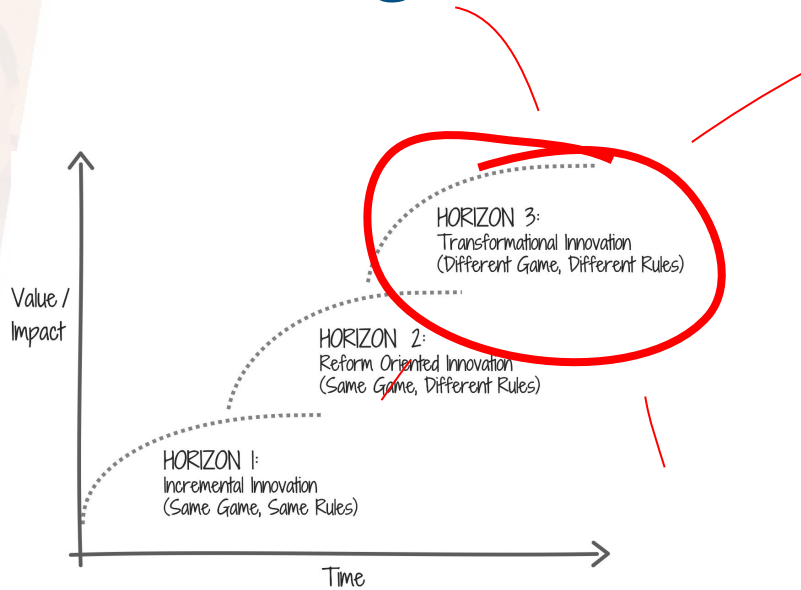 HORIZON 3:
Transformational Innovation
(Different Game, Different Rules)
Value /
Impact
HORIZON 2:
Reform Oriented Innovation
(Same Game, Different Rules)
HORIZON 1:
Incremental Innovation
(Same Game, Same Rules)
Time